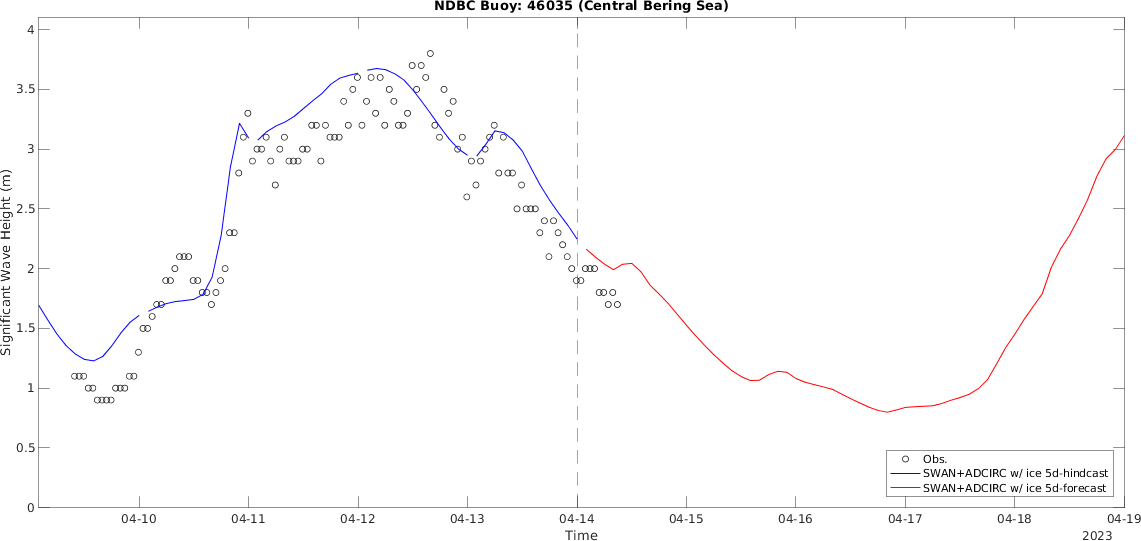 NDBC Buoy: 46035 (Central Bering Sea)
4
3.5
3
2.5
2
1.5
1
0.5
0
Significant Wave Height (m)
Obs.
SWAN+ADCIRC w/ ice 5d-hindcast
SWAN+ADCIRC w/ ice 5d-forecast
04-10 04-11 04-12 04-13 04-14 04-15 04-16 04-17 04-18 04-19
Time
2023